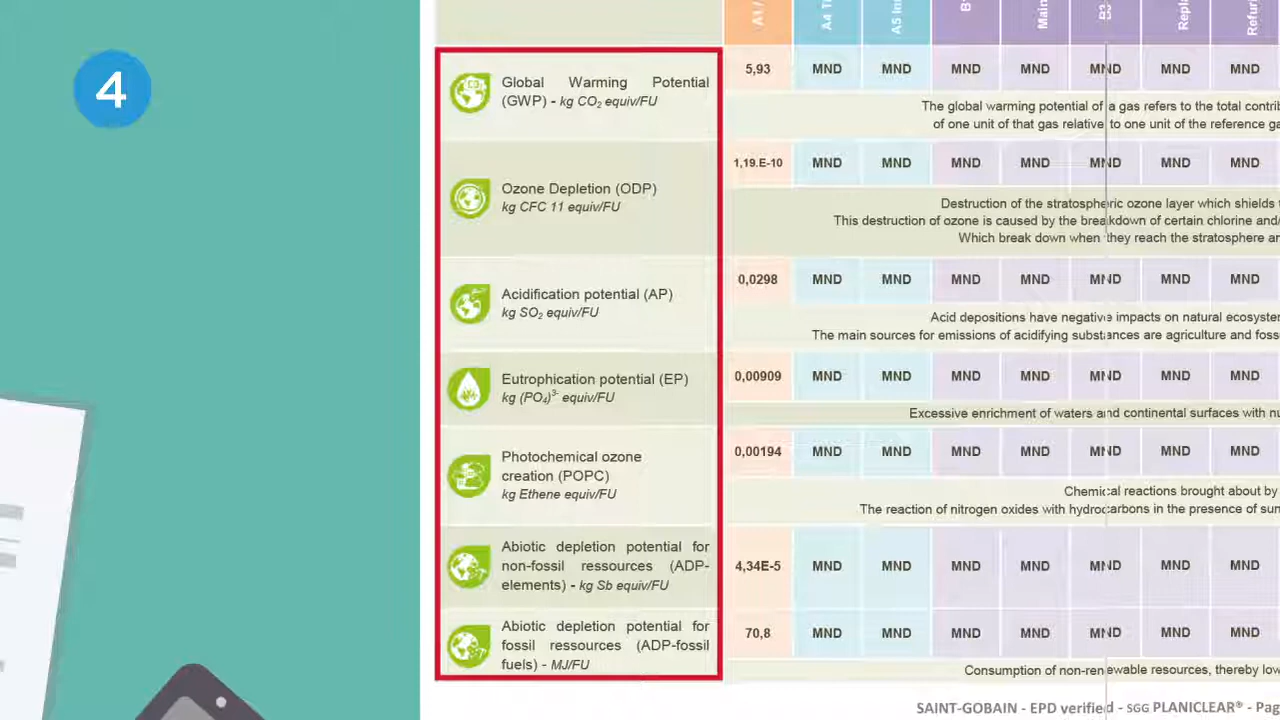 4
A4 T
A5 In
B
Main
B3
Repl
Refur
Global Warming Potential
(GWP) - kg CO₂ equiv/FU
5,93 MND MND MND MND MND MND MND
The global warming potential of a gas refers to the total contrib
of one unit of that gas relative to one unit of the reference ga
Ozone Depletion (ODP)
kg CFC 11 equiv/FU
1,19.E-10 MND MND MND MND MND MND MND
Destruction of the stratospheric ozone layer which shields
This destruction of ozone is caused by the breakdown of certain chlorine and/
Which break down when they reach the stratosphere an
Acidification potential (AP)
kg SO₂ equiv/FU
0,0298 MND MND MND MND MND MND MND
Acid depositions have negative impacts on natural ecosystem
The main sources for emissions of acidifying substances are agriculture and foss
Eutrophication potential (EP)
kg (PO₄)³⁻ equiv/FU
0,00909 MND MND MND MND MND MND MND
Excessive enrichment of waters and continental surfaces with nu
Photochemical ozone
creation (POPC)
kg Ethene equiv/FU
0,00194 MND MND MND MND MND MND MND
Chemical reactions brought about by
The reaction of nitrogen oxides with hydrocarbons in the presence of sun
Abiotic depletion potential for
non-fossil ressources (ADP-
elements) - kg Sb equiv/FU
4,34E-5 MND MND MND MND MND MND MND
Abiotic depletion potential for
fossil ressources (ADP-fossil
fuels) - MJ/FU
70,8 MND MND MND MND MND MND MND
Consumption of non-renewable resources, thereby low
SAINT-GOBAIN - EPD verified - SGG PLANICLEAR® - Pag